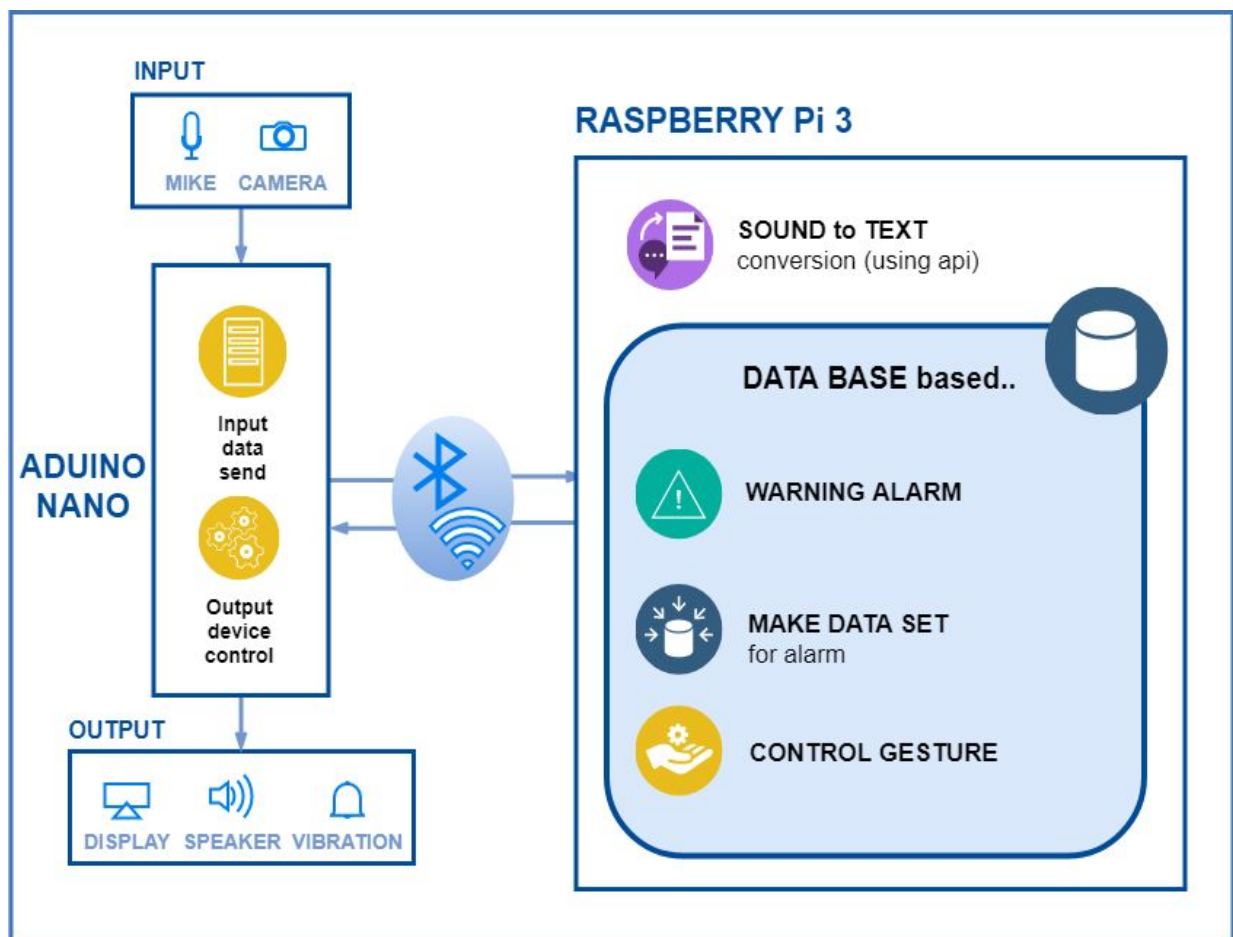 INPUT
MIKE CAMERA
ADUINO
NANO
Input
data
send
Output
device
control
OUTPUT
DISPLAY SPEAKER VIBRATION
RASPBERRY Pi 3
SOUND to TEXT
conversion (using api)
DATA BASE based..
WARNING ALARM
MAKE DATA SET
for alarm
CONTROL GESTURE